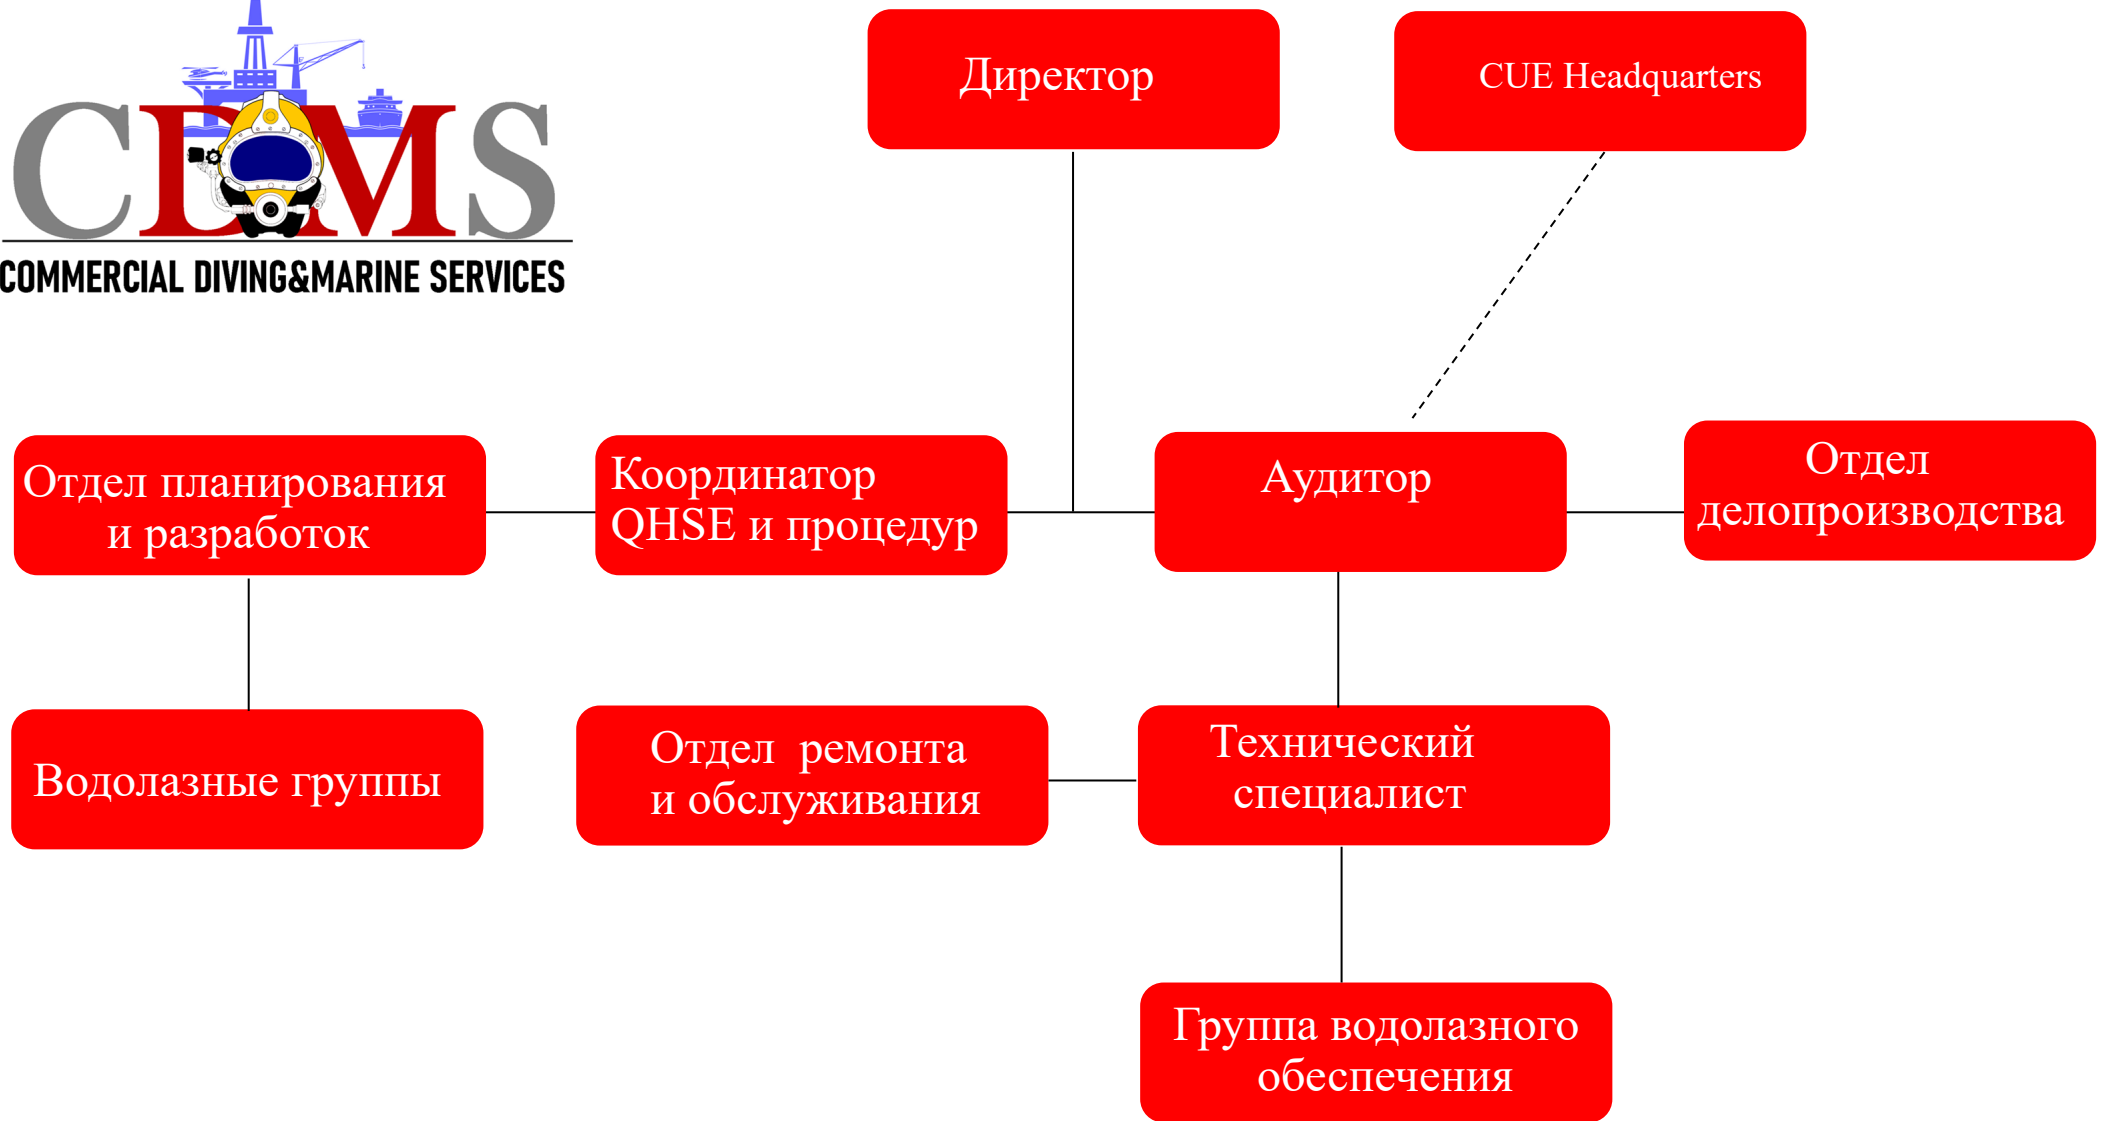 CDMS
COMMERCIAL DIVING&MARINE SERVICES
Директор
CUE Headquarters
Отдел планирования
и разработок
Координатор
QHSE и процедур
Аудитор
Отдел
делопроизводства
Водолазные группы
Отдел ремонта
и обслуживания
Технический
специалист
Группа водолазного
обеспечения